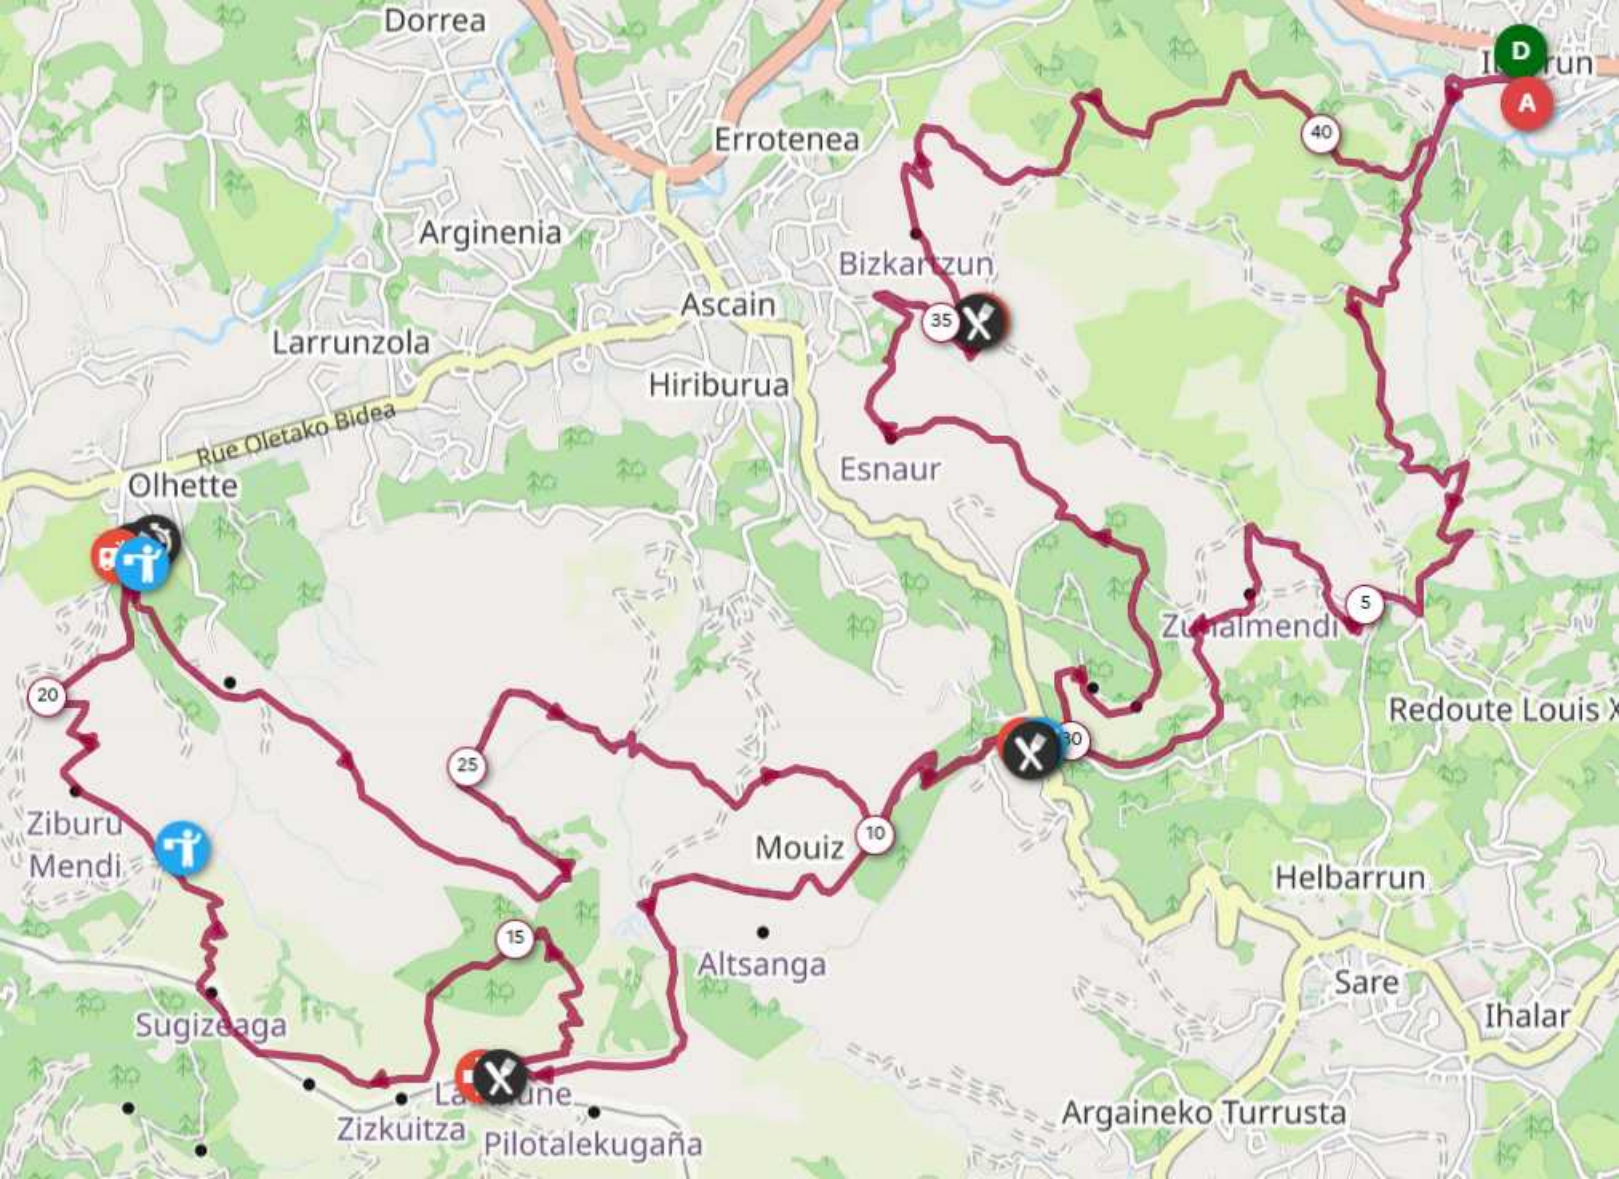 Dorrea
D
A
Errotenea
40
Arginenia
Bizkartzun
Ascain
35
Larrunzola
Hiriburua
Rue Oletako Bidea
Esnaur
Olhette
5
20
Redoute Louis X
30
25
Ziburu
Mendi
Mouiz
10
Helbarrun
15
Altsanga
Sare
Sugizeaga
Ihalar
Zizkuitza
Pilotalekugaña
Argaineko Turrusta